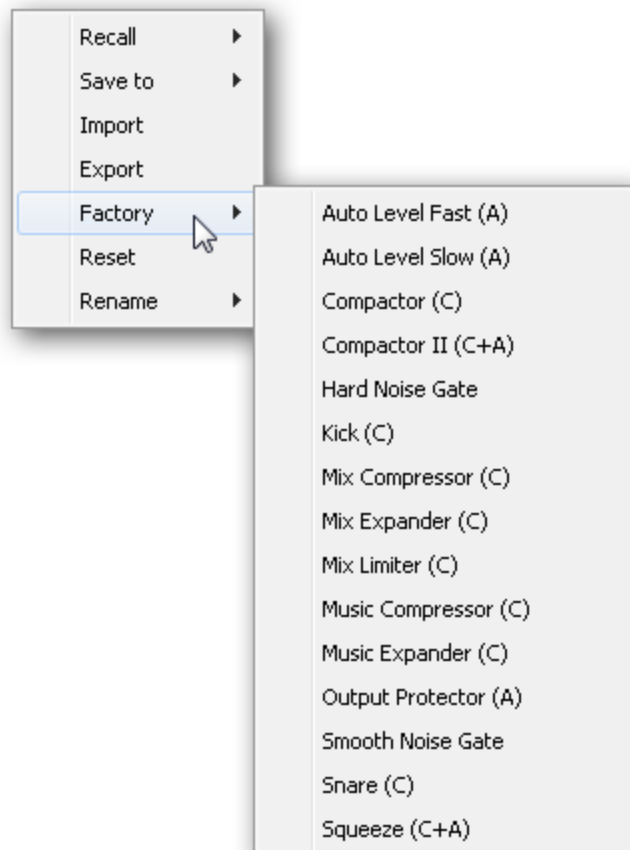 Recall
Save to
Import
Export
Factory
Reset
Rename
Auto Level Fast (A)
Auto Level Slow (A)
Compactor (C)
Compactor II (C+A)
Hard Noise Gate
Kick (C)
Mix Compressor (C)
Mix Expander (C)
Mix Limiter (C)
Music Compressor (C)
Music Expander (C)
Output Protector (A)
Smooth Noise Gate
Snare (C)
Squeeze (C+A)